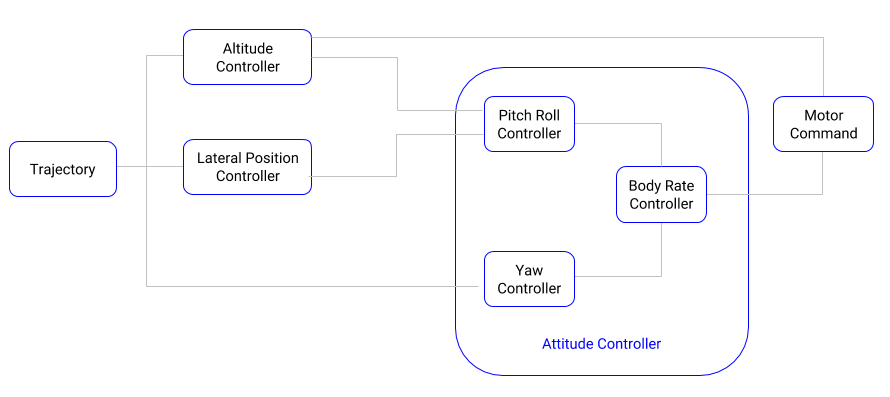 Altitude
Controller
Trajectory
Lateral Position
Controller
Pitch Roll
Controller
Body Rate
Controller
Yaw
Controller
Attitude Controller
Motor
Command